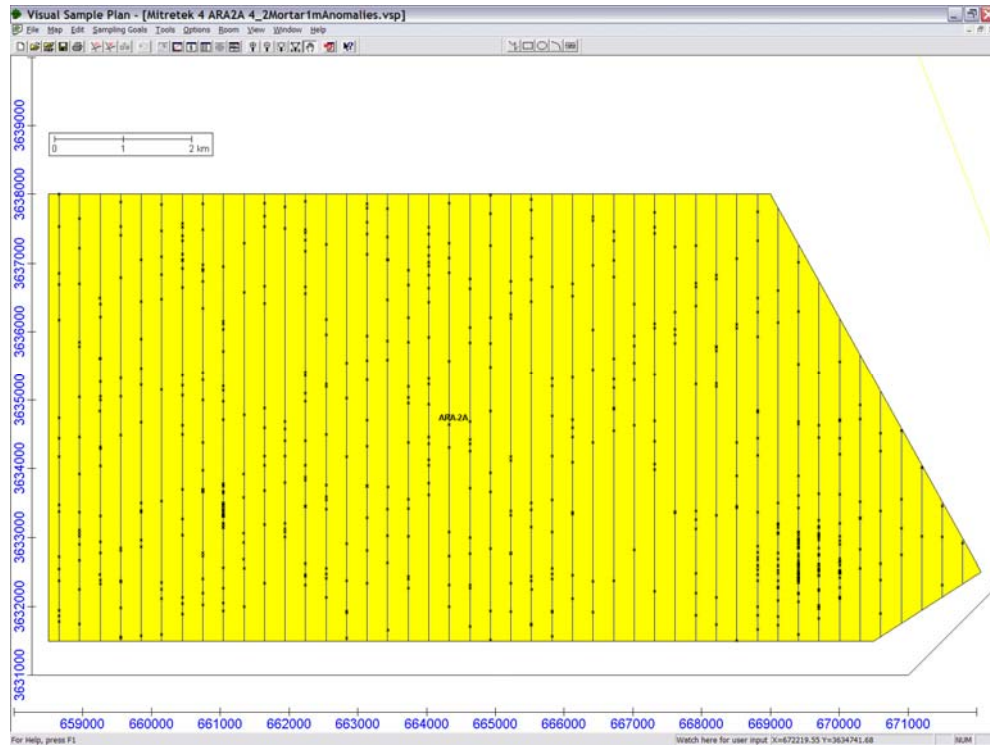 Visual Sample Plan - [Mitretek 4 ARA2A 4_2Mortar1mAnomalies.vsp]
File Map Edit Sampling Goals Tools Options Room View Window Help
3639000
0 1 2 km
3638000
3637000
3636000
3635000
ARA-2A
3634000
3633000
3632000
3631000
659000 660000 661000 662000 663000 664000 665000 666000 667000 668000 669000 670000 671000
For Help, press F1 Watch here for user input X=672219.55 Y=3634741.68 NUM